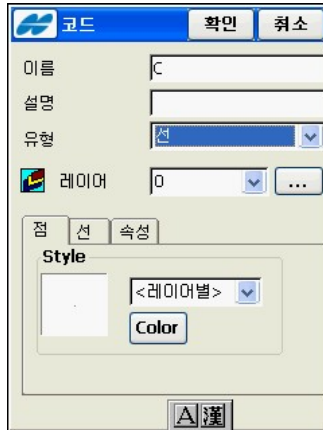 코드 확인 취소
이름 C
설명
유형 선
레이어 0 ...
점 선 속성
Style
<레이어별>
Color
A 漢